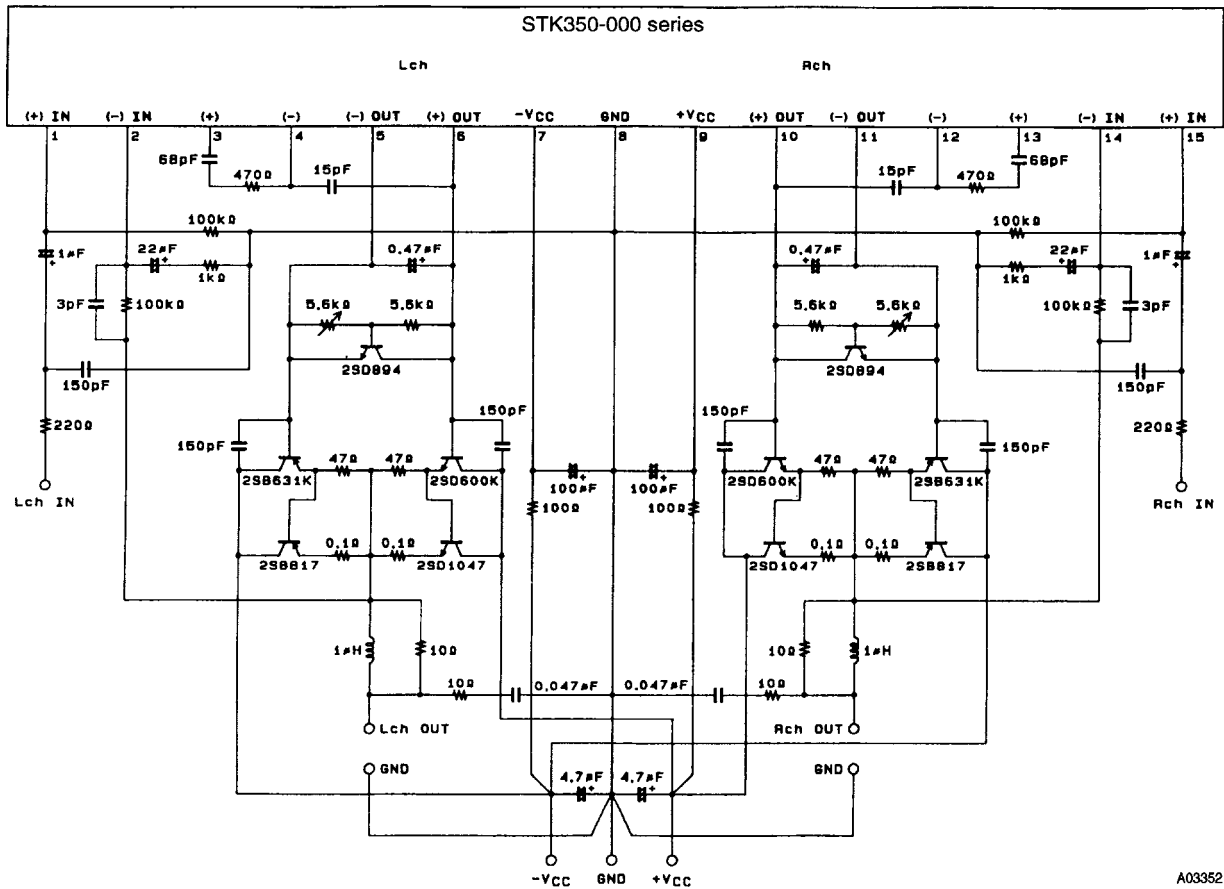 STK350-000 series
Lch Rch
(+) IN (-) IN (+) (-) (-) OUT (+) OUT -VCC GND +VCC (+) OUT (-) OUT (-) (+) (-) IN (+) IN
1 2 3 4 5 6 7 8 9 10 11 12 13 14 15
68pF 15pF 15pF 68pF
470Ω 470Ω
100kΩ 100kΩ
1μF 22μF + 0.47μF + 0.47μF + 22μF + 1μF
+ 1kΩ 1kΩ +
3pF 100kΩ 5.6kΩ 5.6kΩ 5.6kΩ 5.6kΩ 100kΩ 3pF
2SD894 2SD894
150pF 150pF
150pF 150pF
220Ω 150pF 150pF 220Ω
47Ω 47Ω 47Ω 47Ω
2SB631K 2SD600K 100μF + 100μF + 2SD600K 2SB631K
Lch IN 100Ω 100Ω Rch IN
0.1Ω 0.1Ω 0.1Ω 0.1Ω
2SB817 2SD1047 2SD1047 2SB817
1μH 10Ω 10Ω 1μH
10Ω 0.047μF 0.047μF 10Ω
Lch OUT Rch OUT
GND 4.7μF + 4.7μF + GND
-VCC GND +VCC
A03352